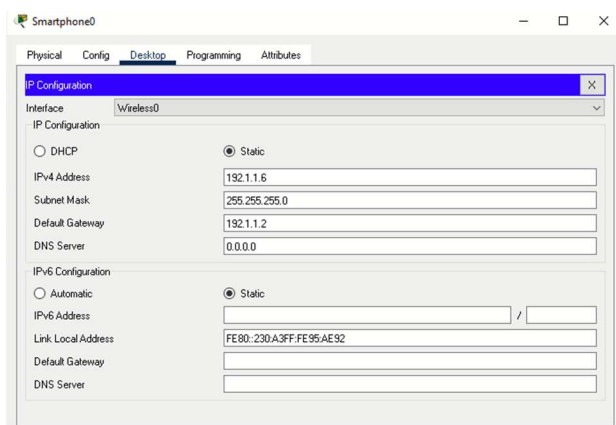 Smartphone0
Physical Config Desktop Programming Attributes
IP Configuration X
Interface Wireless0
IP Configuration
DHCP Static
IPv4 Address 192.1.1.6
Subnet Mask 255.255.255.0
Default Gateway 192.1.1.2
DNS Server 0.0.0.0
IPv6 Configuration
Automatic Static
IPv6 Address /
Link Local Address FE80::230:A3FF:FE95:AE92
Default Gateway
DNS Server